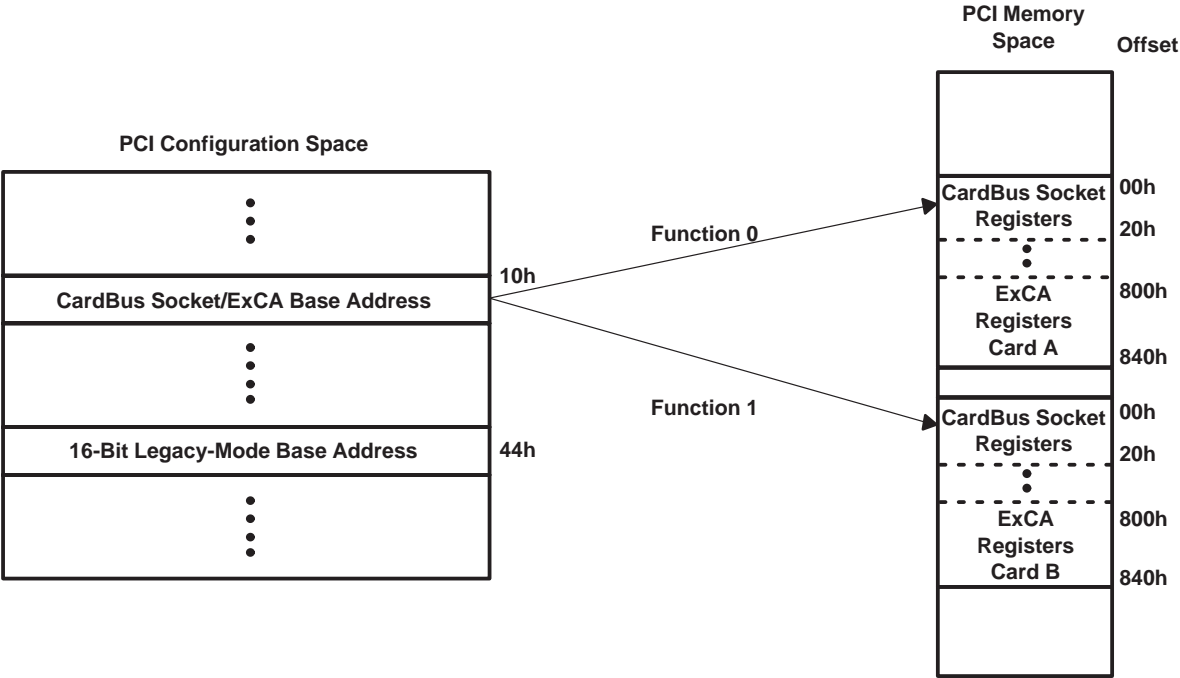 PCI Memory
Space
Offset
PCI Configuration Space
10h
CardBus Socket/ExCA Base Address
16-Bit Legacy-Mode Base Address
44h
Function 0
Function 1
CardBus Socket
Registers
00h
20h
ExCA
Registers
Card A
800h
840h
CardBus Socket
Registers
00h
20h
ExCA
Registers
Card B
800h
840h